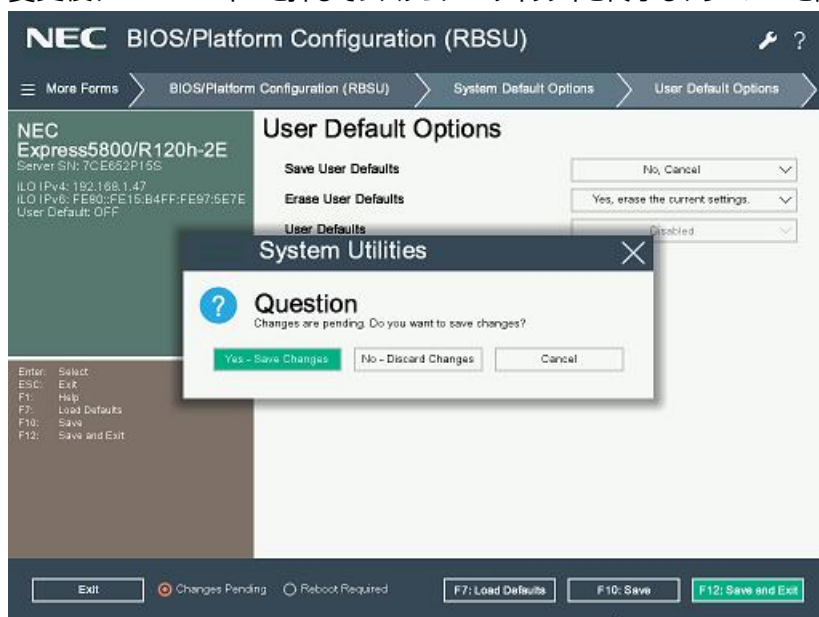 NEC BIOS/Platform Configuration (RBSU)
?
More Forms BIOS/Platform Configuration (RBSU) System Default Options User Default Options
NEC
Express5800/R120h-2E
Server SN: 7CE652P15S
iLO IPv4: 192.168.1.47
iLO IPv6: FE80::FE15:B4FF:FE97:5E7E
User Default: OFF
User Default Options
Save User Defaults No, Cancel
Erase User Defaults Yes, erase the current settings.
User Defaults Disabled
System Utilities
?
Question
Changes are pending. Do you want to save changes?
Yes - Save Changes No - Discard Changes Cancel
Enter: Select
ESC: Exit
F1: Help
F7: Load Defaults
F10: Save
F12: Save and Exit
Exit Changes Pending Reboot Required F7: Load Defaults F10: Save F12: Save and Exit